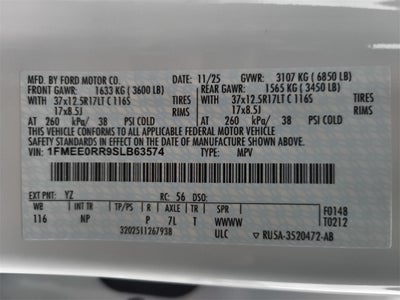 MFD. BY FORD MOTOR CO. 11/25 GVWR: 3107 KG ( 6850 LB)
FRONT GAWR: 1633 KG ( 3600 LB) REAR GAWR: 1565 KG ( 3450 LB)
WITH 37x12.5R17LT C 116S TIRES WITH 37x12.5R17LT C 116S TIRES
17x8.5J RIMS 17x8.5J RIMS
AT 260 kPa/ 38 PSI COLD AT 260 kPa/ 38 PSI COLD
THIS VEHICLE CONFORMS TO ALL APPLICABLE FEDERAL MOTOR VEHICLE
SAFETY STANDARDS IN EFFECT ON THE DATE OF MANUFACTURE SHOWN ABOVE.
VIN: 1FMEE0RR9SLB63574 TYPE: MPV
EXT PNT: YZ RC: 56 DSO:
WB INT TR TP/PS R AXLE TR SPR F0148
116 NP P 7L T WWWW T0212
3202511267938 ULC RU5A-3520472-AB